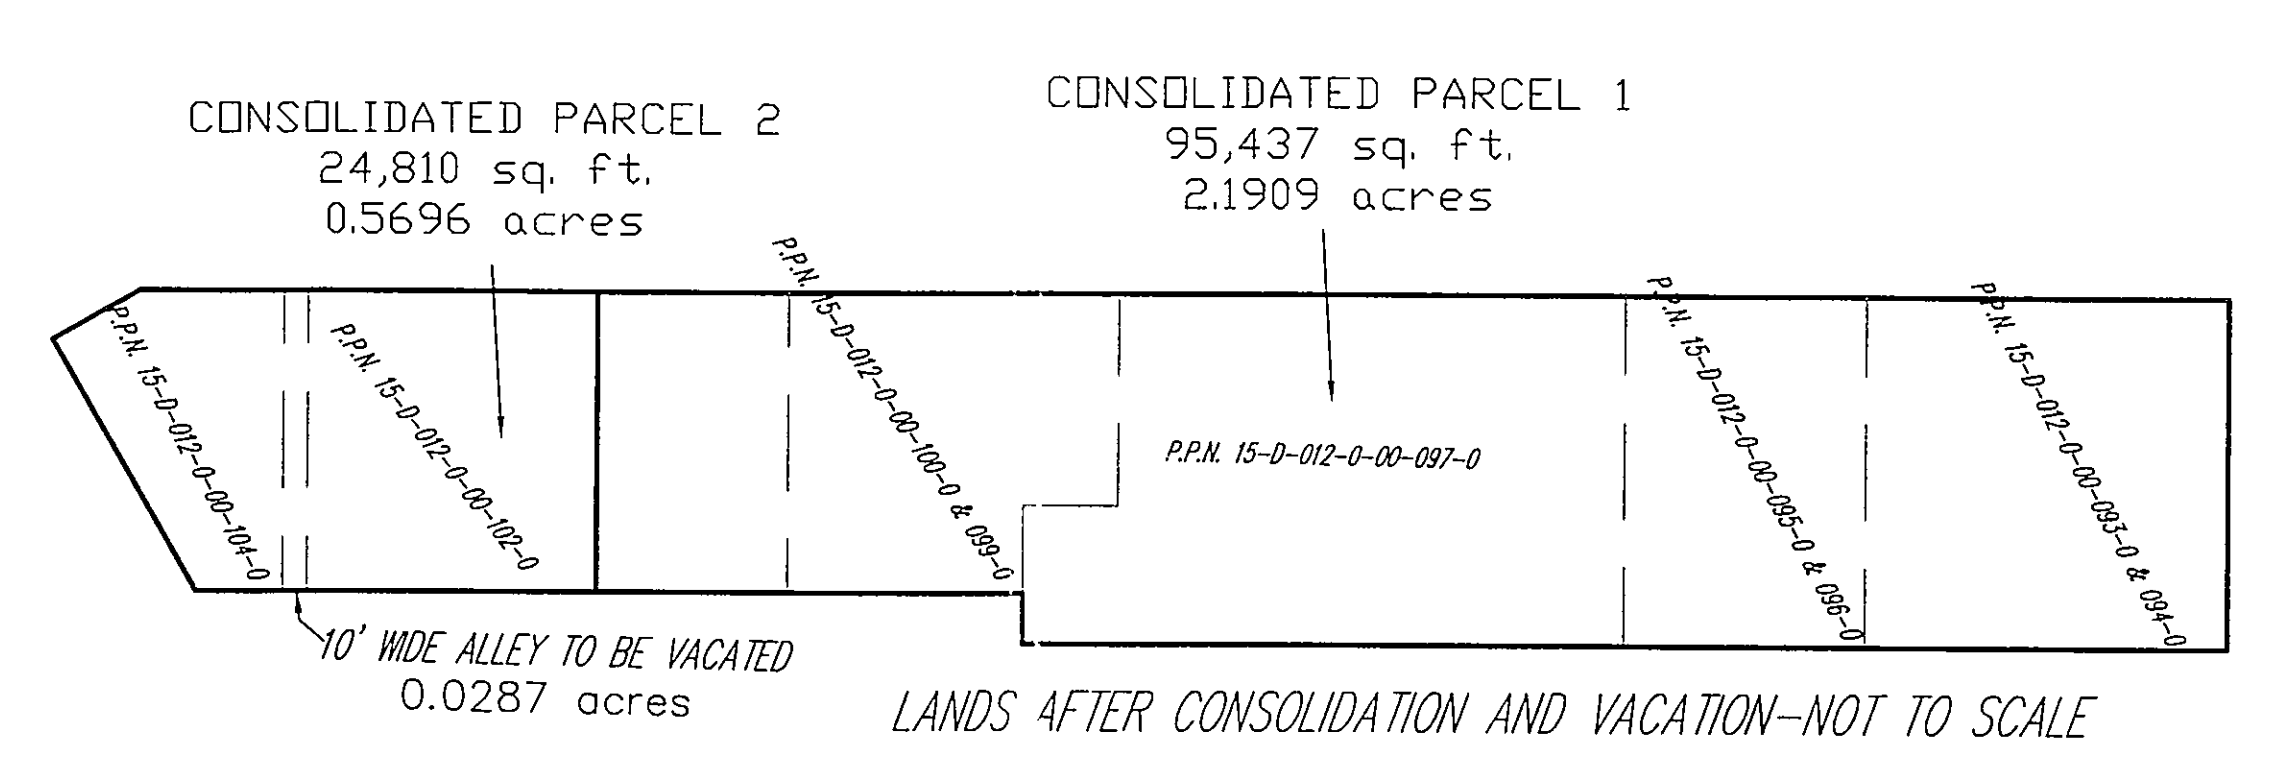 CONSOLIDATED PARCEL 2
24,810 sq. ft.
0.5696 acres
CONSOLIDATED PARCEL 1
95,437 sq. ft.
2.1909 acres
P.P.N. 15-D-012-0-00-104-0
P.P.N. 15-D-012-0-00-102-0
P.P.N. 15-D-012-0-00-100-0 & 099-0
P.P.N. 15-D-012-0-00-097-0
P.P.N. 15-D-012-0-00-095-0 & 096-0
P.P.N. 15-D-012-0-00-093-0 & 094-0
10' WIDE ALLEY TO BE VACATED
0.0287 acres
LANDS AFTER CONSOLIDATION AND VACATION-NOT TO SCALE